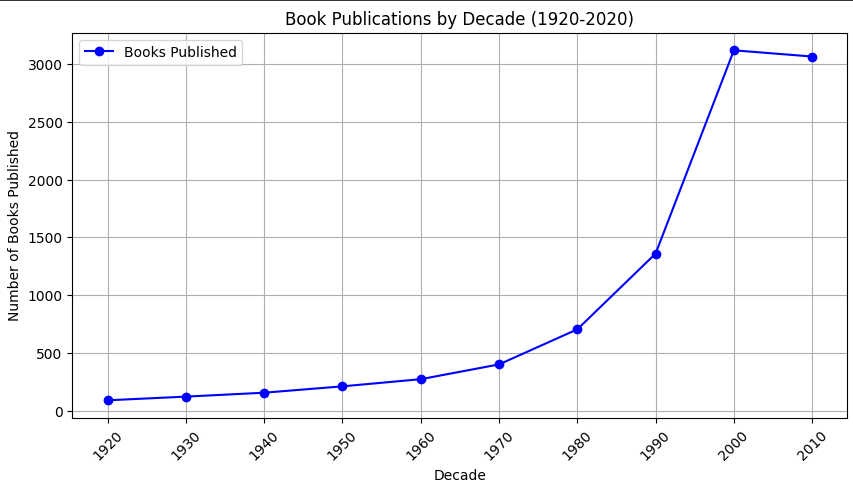 Book Publications by Decade (1920-2020)
Books Published
Number of Books Published
3000
2500
2000
1500
1000
500
0
1920 1930 1940 1950 1960 1970 1980 1990 2000 2010
Decade